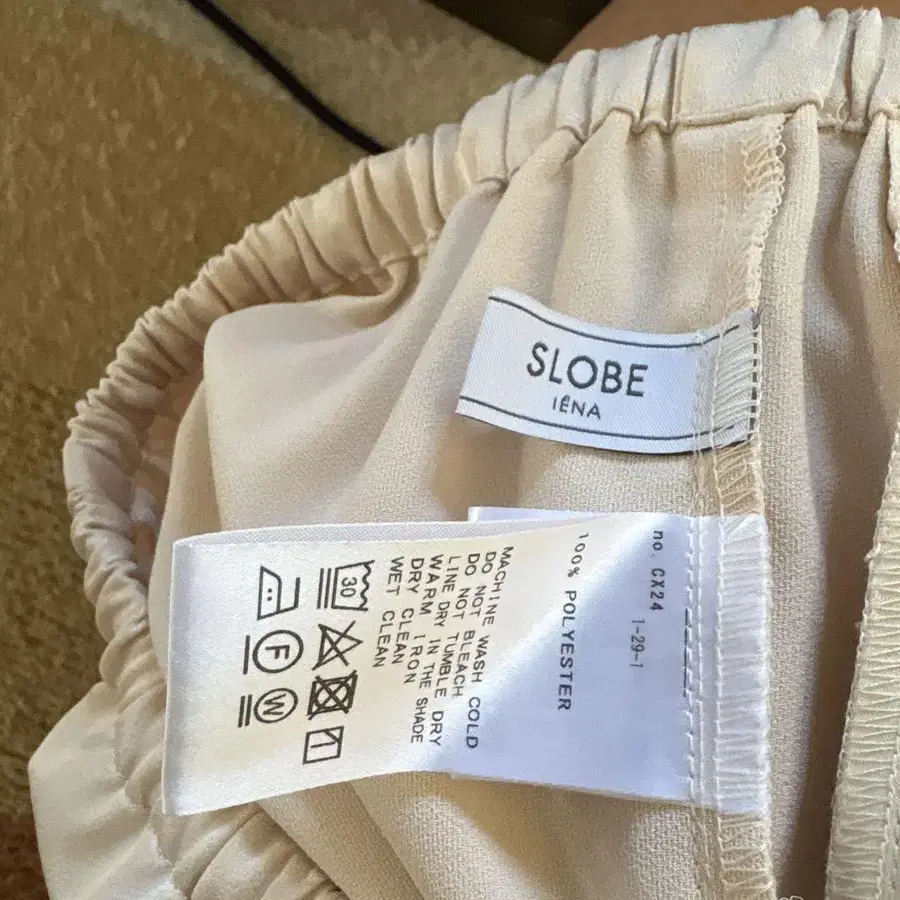 SLOBE
IÉNA
no. CX24
1-29-1
100% POLYESTER
MACHINE WASH COLD
DO NOT BLEACH
DO NOT TUMBLE DRY
LINE DRY IN THE SHADE
WARM IRON
DRY CLEAN
WET CLEAN
30
F
W